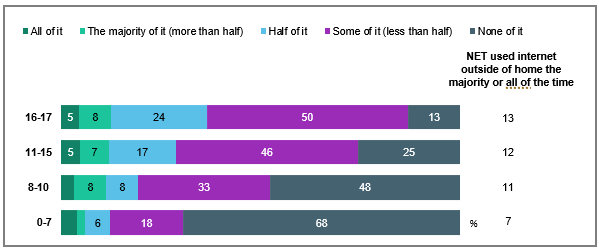 All of it The majority of it (more than half) Half of it Some of it (less than half) None of it
NET used internet
outside of home the
majority or all of the time
16-17 5 8 24 50 13 13
11-15 5 7 17 46 25 12
8-10 8 8 33 48 11
0-7 6 18 68 % 7